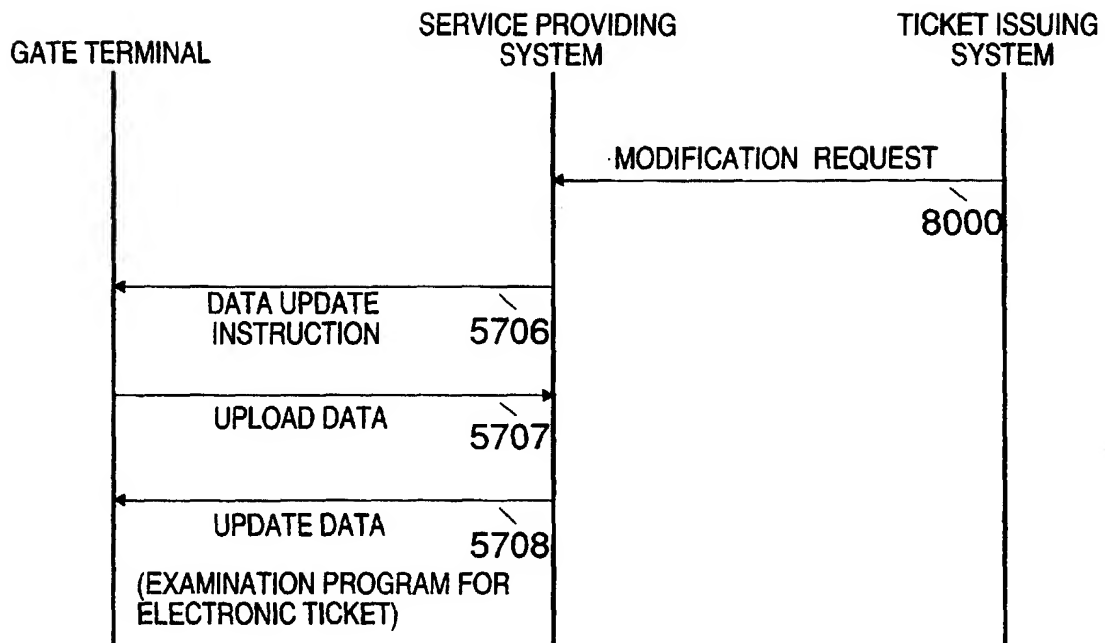 GATE TERMINAL
SERVICE PROVIDING
SYSTEM
TICKET ISSUING
SYSTEM
MODIFICATION REQUEST
8000
DATA UPDATE
INSTRUCTION
5706
UPLOAD DATA
5707
UPDATE DATA
5708
(EXAMINATION PROGRAM FOR
ELECTRONIC TICKET)